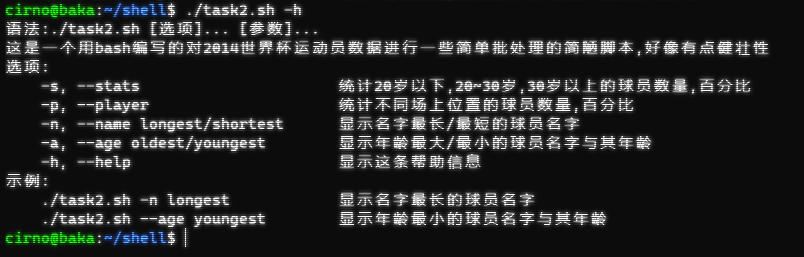 cirno@baka:~/shell$ ./task2.sh -h
语法:./task2.sh [选项]... [参数]...
这是一个用bash编写的对2014世界杯运动员数据进行一些简单批处理的简陋脚本,好像有点健壮性
选项:
-s, --stats 统计20岁以下,20~30岁,30岁以上的球员数量,百分比
-p, --player 统计不同场上位置的球员数量,百分比
-n, --name longest/shortest 显示名字最长/最短的球员名字
-a, --age oldest/youngest 显示年龄最大/最小的球员名字与其年龄
-h, --help 显示这条帮助信息
示例:
./task2.sh -n longest 显示名字最长的球员名字
./task2.sh --age youngest 显示年龄最小的球员名字与其年龄
cirno@baka:~/shell$